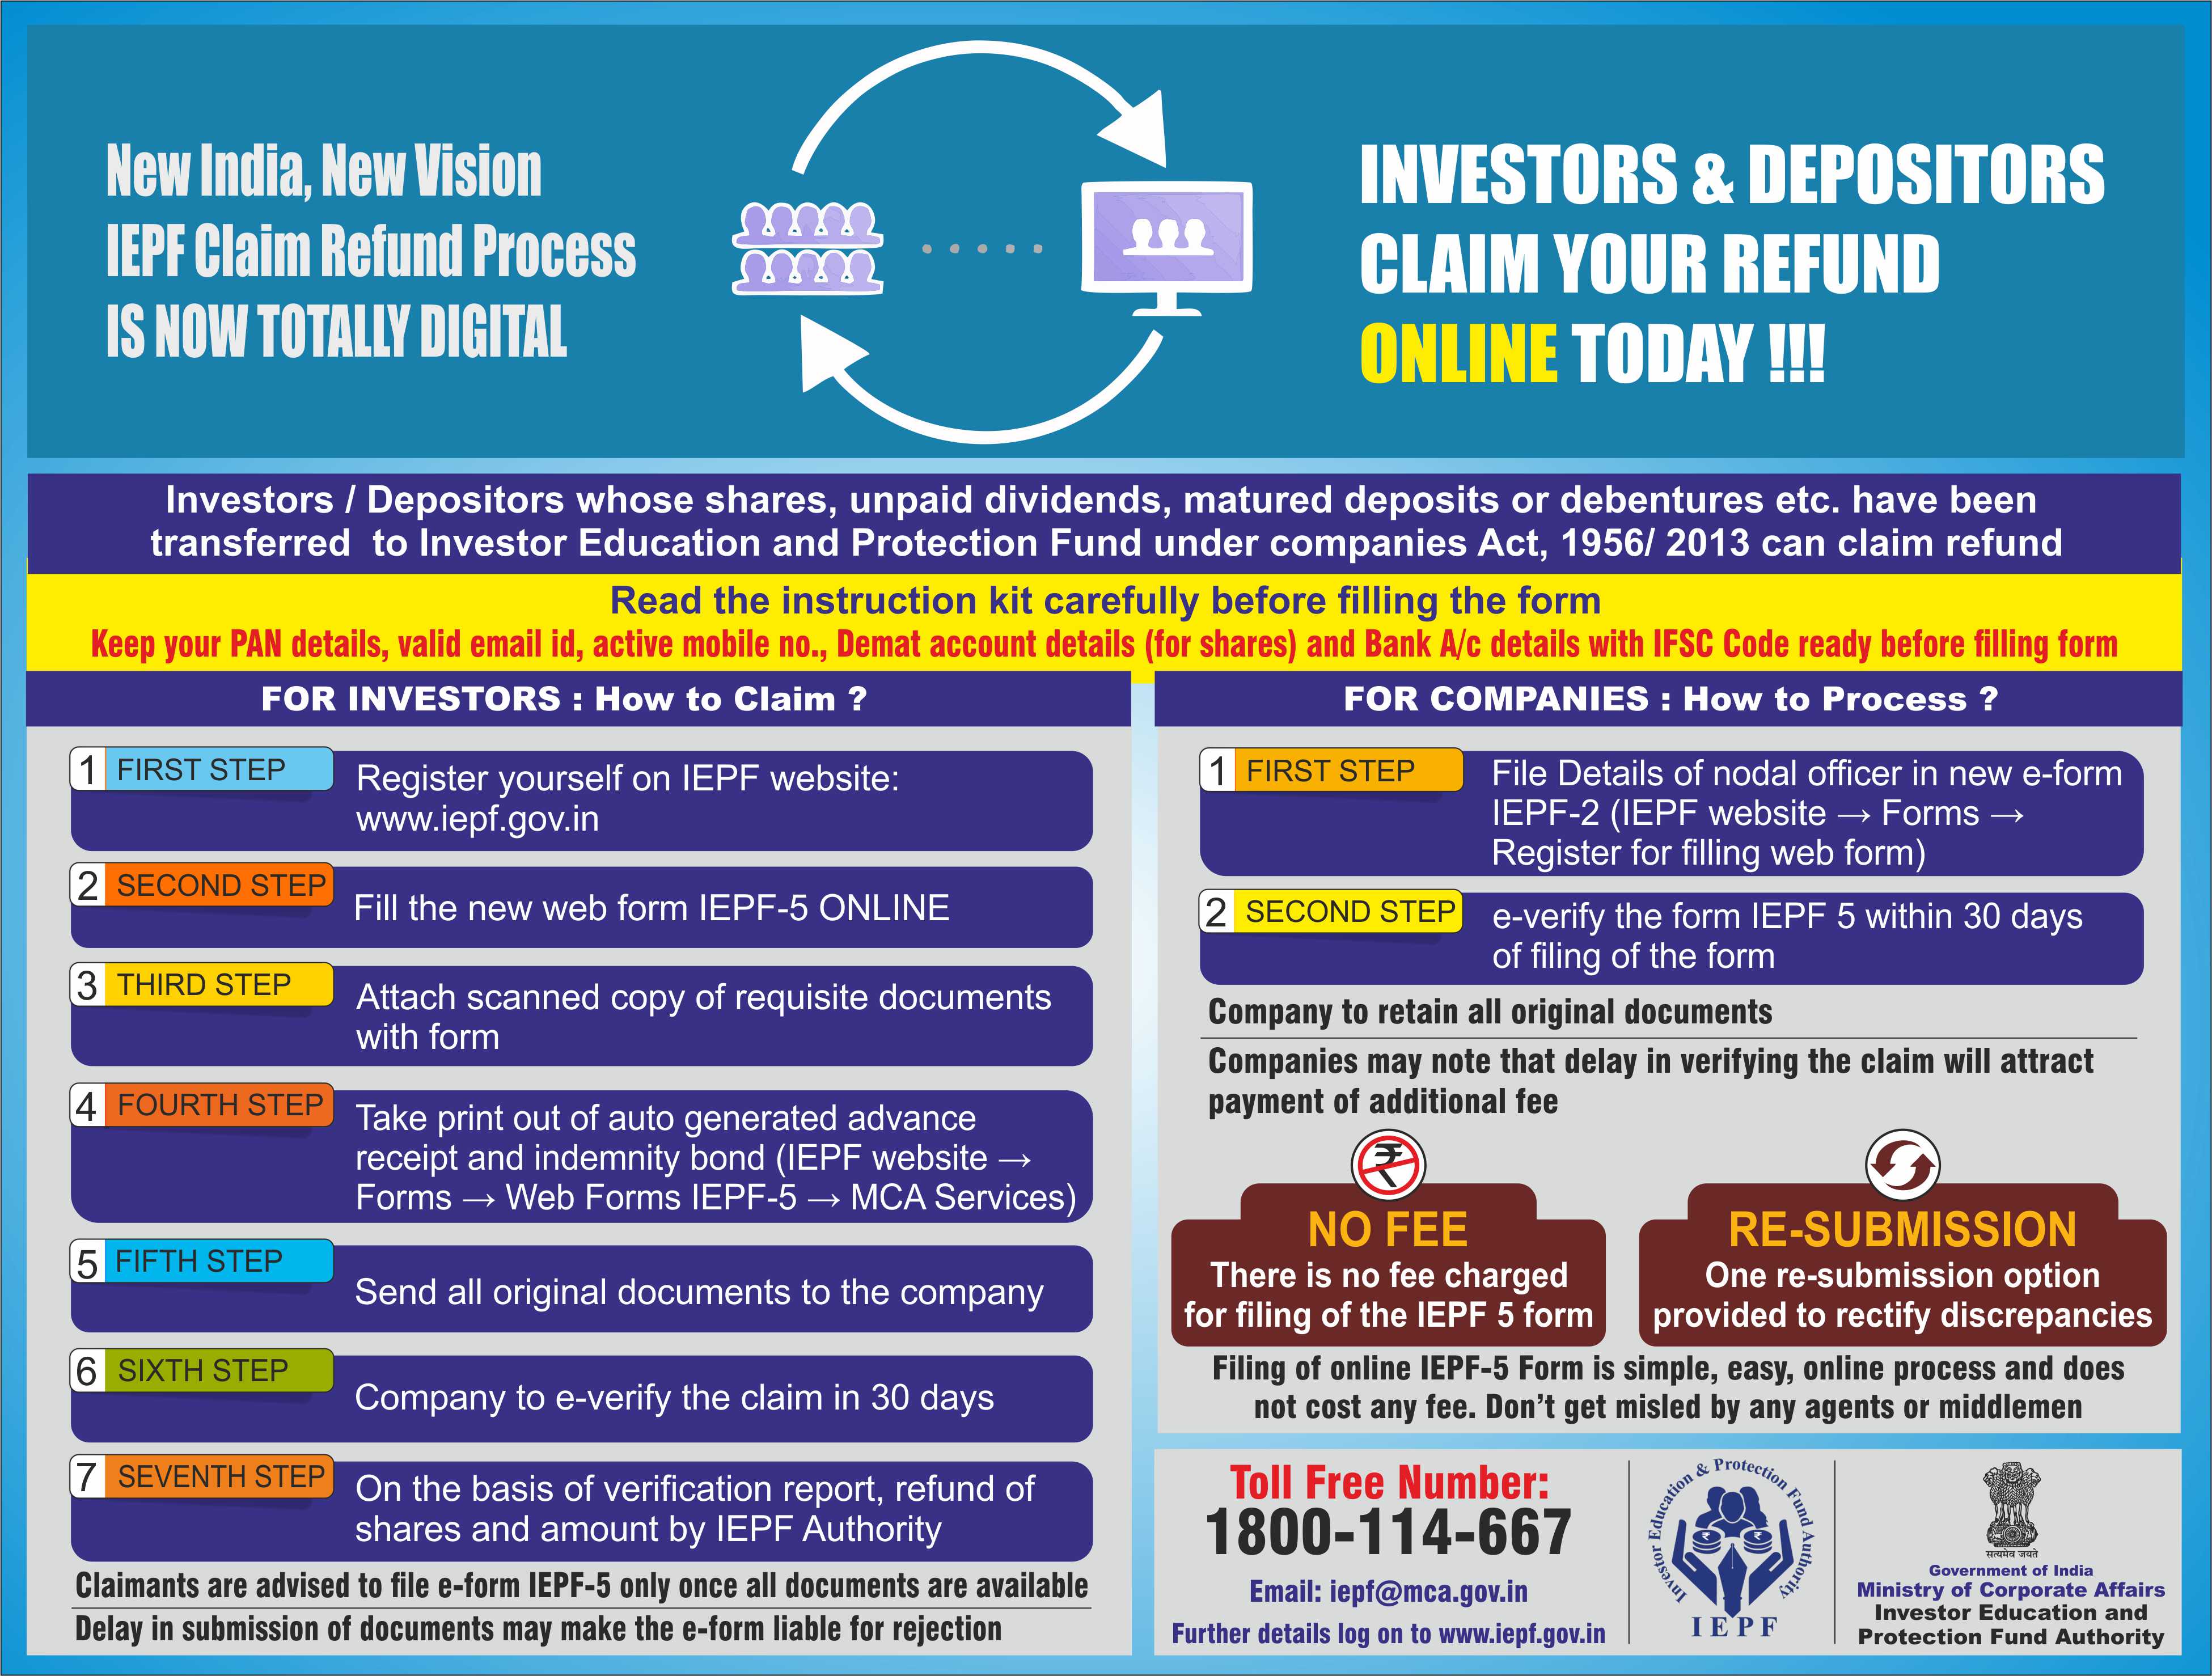 New India, New Vision
IEPF Claim Refund Process
IS NOW TOTALLY DIGITAL
INVESTORS & DEPOSITORS
CLAIM YOUR REFUND
ONLINE TODAY !!!
Investors / Depositors whose shares, unpaid dividends, matured deposits or debentures etc. have been
transferred to Investor Education and Protection Fund under companies Act, 1956/ 2013 can claim refund
Read the instruction kit carefully before filling the form
Keep your PAN details, valid email id, active mobile no., Demat account details (for shares) and Bank A/c details with IFSC Code ready before filling form
FOR INVESTORS : How to Claim ?
1 FIRST STEP
Register yourself on IEPF website:
www.iepf.gov.in
2 SECOND STEP
Fill the new web form IEPF-5 ONLINE
3 THIRD STEP
Attach scanned copy of requisite documents
with form
4 FOURTH STEP
Take print out of auto generated advance
receipt and indemnity bond (IEPF website →
Forms → Web Forms IEPF-5 → MCA Services)
5 FIFTH STEP
Send all original documents to the company
6 SIXTH STEP
Company to e-verify the claim in 30 days
7 SEVENTH STEP
On the basis of verification report, refund of
shares and amount by IEPF Authority
Claimants are advised to file e-form IEPF-5 only once all documents are available
Delay in submission of documents may make the e-form liable for rejection
FOR COMPANIES : How to Process ?
1 FIRST STEP
File Details of nodal officer in new e-form
IEPF-2 (IEPF website → Forms →
Register for filling web form)
2 SECOND STEP
e-verify the form IEPF 5 within 30 days
of filing of the form
Company to retain all original documents
Companies may note that delay in verifying the claim will attract
payment of additional fee
NO FEE
There is no fee charged
for filing of the IEPF 5 form
RE-SUBMISSION
One re-submission option
provided to rectify discrepancies
Filing of online IEPF-5 Form is simple, easy, online process and does
not cost any fee. Don't get misled by any agents or middlemen
Toll Free Number:
1800-114-667
Email: iepf@mca.gov.in
Further details log on to www.iepf.gov.in
Investor Education & Protection Fund Authority
IEPF
सत्यमेव जयते
Government of India
Ministry of Corporate Affairs
Investor Education and
Protection Fund Authority